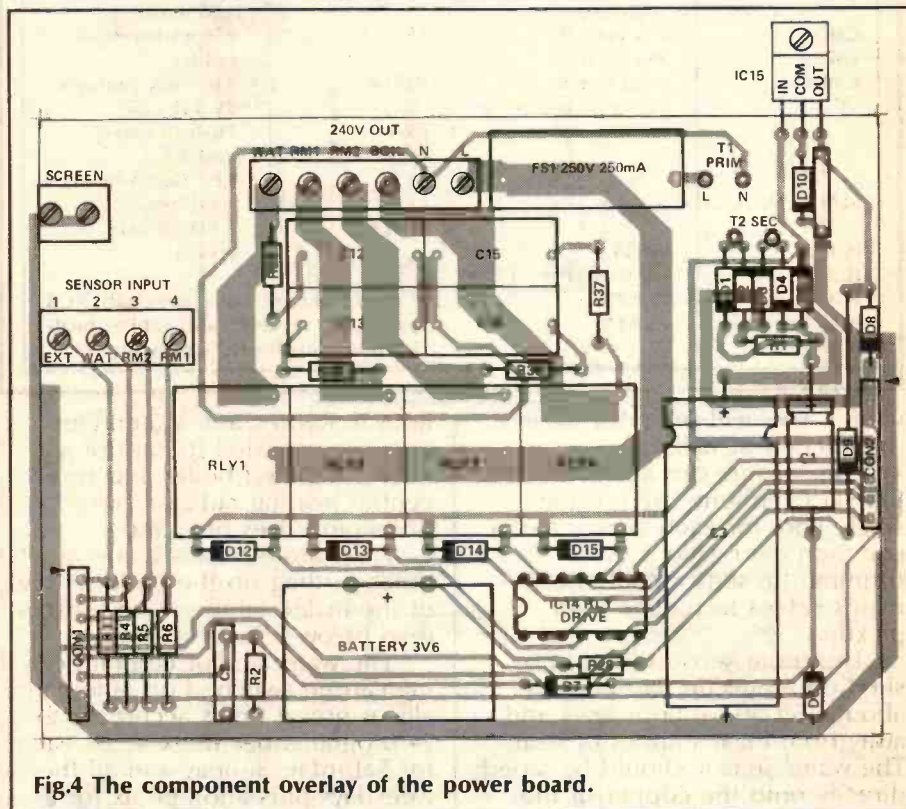 IC15
IN
COM
OUT
240V OUT
WAT RM1 RM2 BOIL N L
FS1 250V 250mA
T1
PRIM
L N
SCREEN
D10
T2 SEC
SENSOR INPUT
1 2 3 4
EXT WAT RM2 RM1
C15
R37
D4
D8
RLY1
+
CON2
C3
D12
D13
D14
D15
IC14 RLY
DRIVE
+
BATTERY 3V6
CON1
R4
R5
R6
R2
Fig.4 The component overlay of the power board.